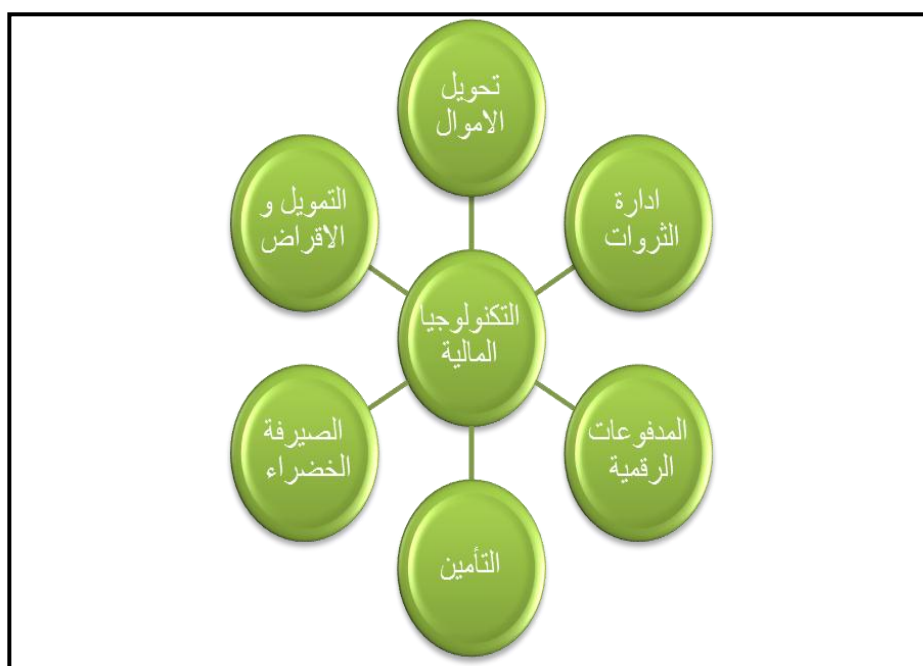 تحويل
الاموال
ادارة
الثروات
المدفوعات
الرقمية
التأمين
الصيرفة
الخضراء
التمويل و
الاقراض
التكنولوجيا
المالية